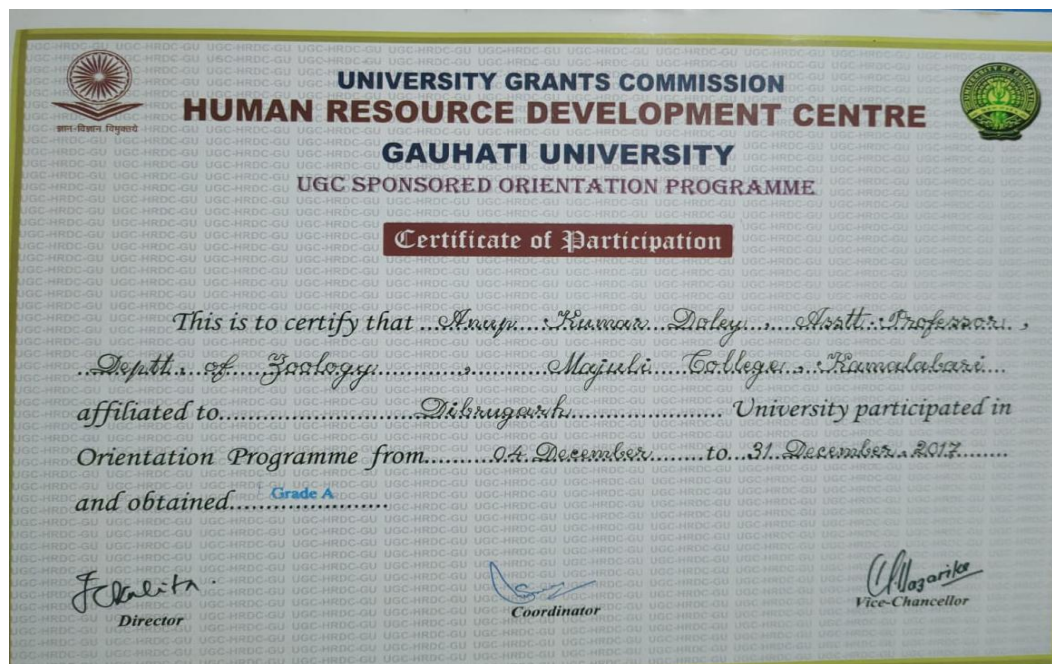 UNIVERSITY GRANTS COMMISSION
HUMAN RESOURCE DEVELOPMENT CENTRE
ज्ञान-विज्ञान विमुक्तये
GAUHATI UNIVERSITY
UGC SPONSORED ORIENTATION PROGRAMME
Certificate of Participation
This is to certify that ...Anup....Kumar...Doley...,...Asstt..Professor..,
..Deptt..of....Zoology.............,...........Majuli....College..,..Kamalabari...
affiliated to............................Dibrugarh..................... University participated in
Orientation Programme from.........04.December.......to...31.December.,.2017.......
and obtained......Grade A.......
Director
Coordinator
Vice-Chancellor